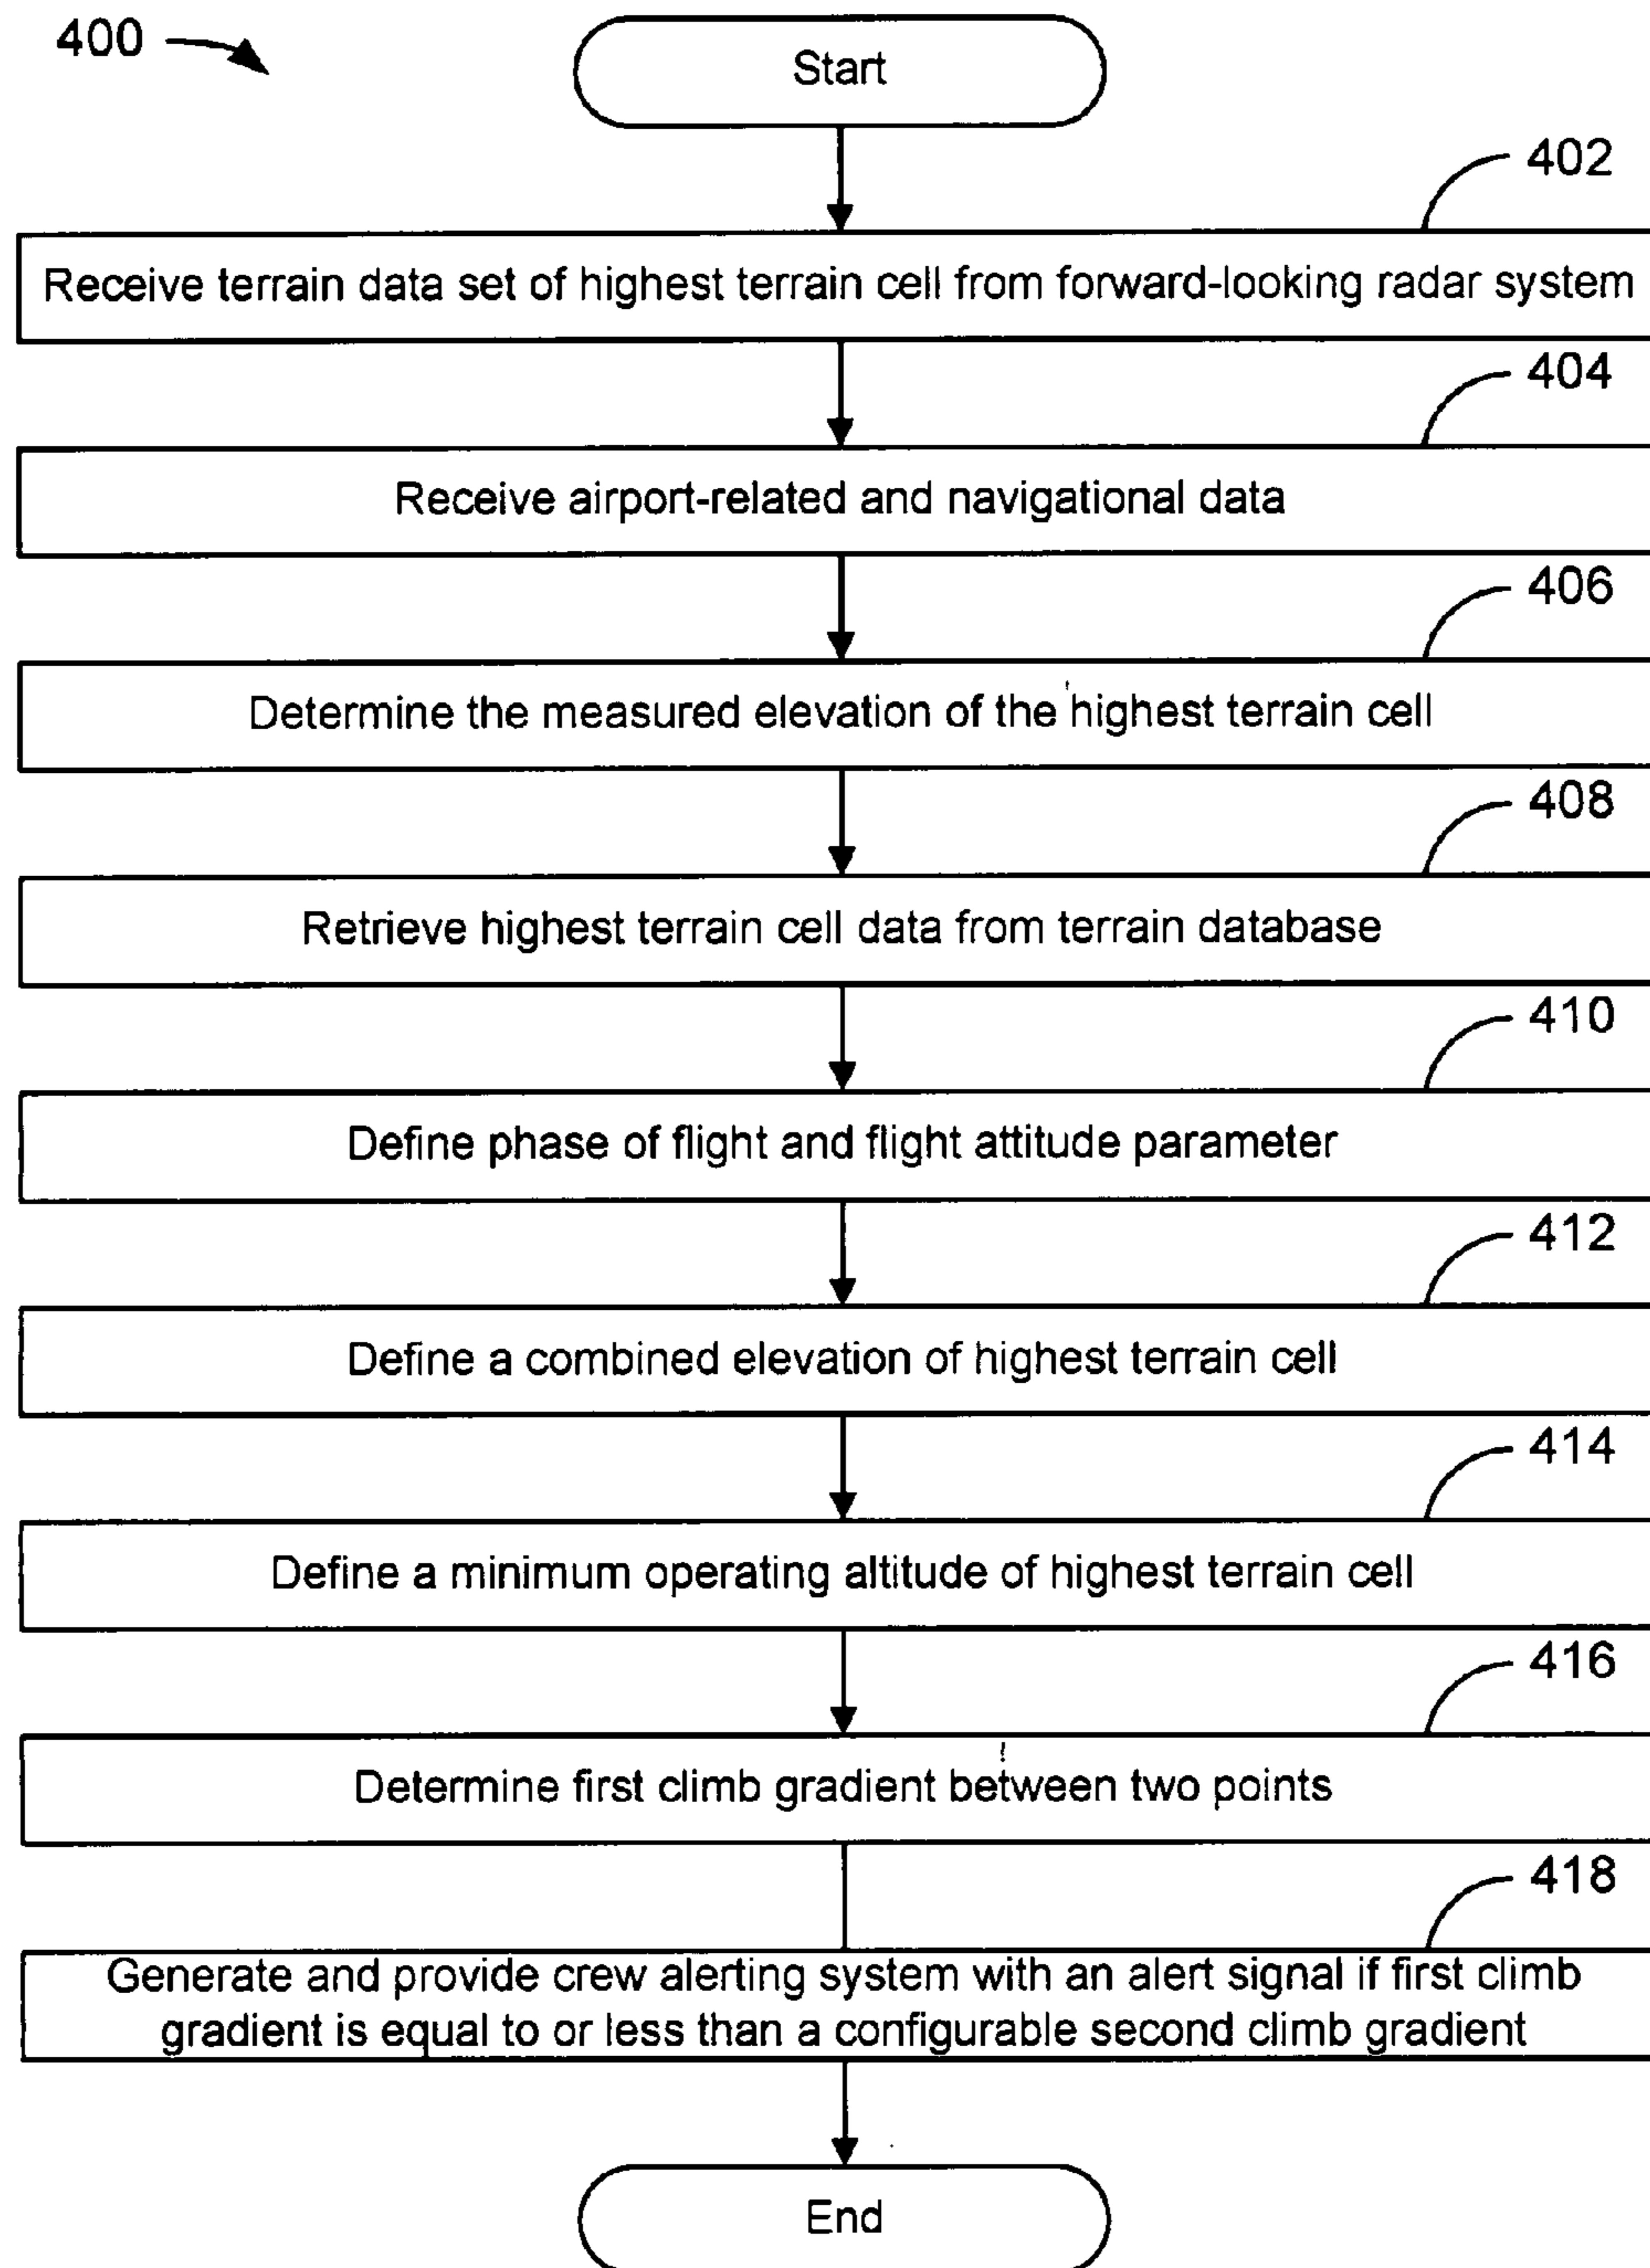 400
Start
402
Receive terrain data set of highest terrain cell from forward-looking radar system
404
Receive airport-related and navigational data
406
Determine the measured elevation of the highest terrain cell
408
Retrieve highest terrain cell data from terrain database
410
Define phase of flight and flight attitude parameter
412
Define a combined elevation of highest terrain cell
414
Define a minimum operating altitude of highest terrain cell
416
Determine first climb gradient between two points
418
Generate and provide crew alerting system with an alert signal if first climb
gradient is equal to or less than a configurable second climb gradient
End